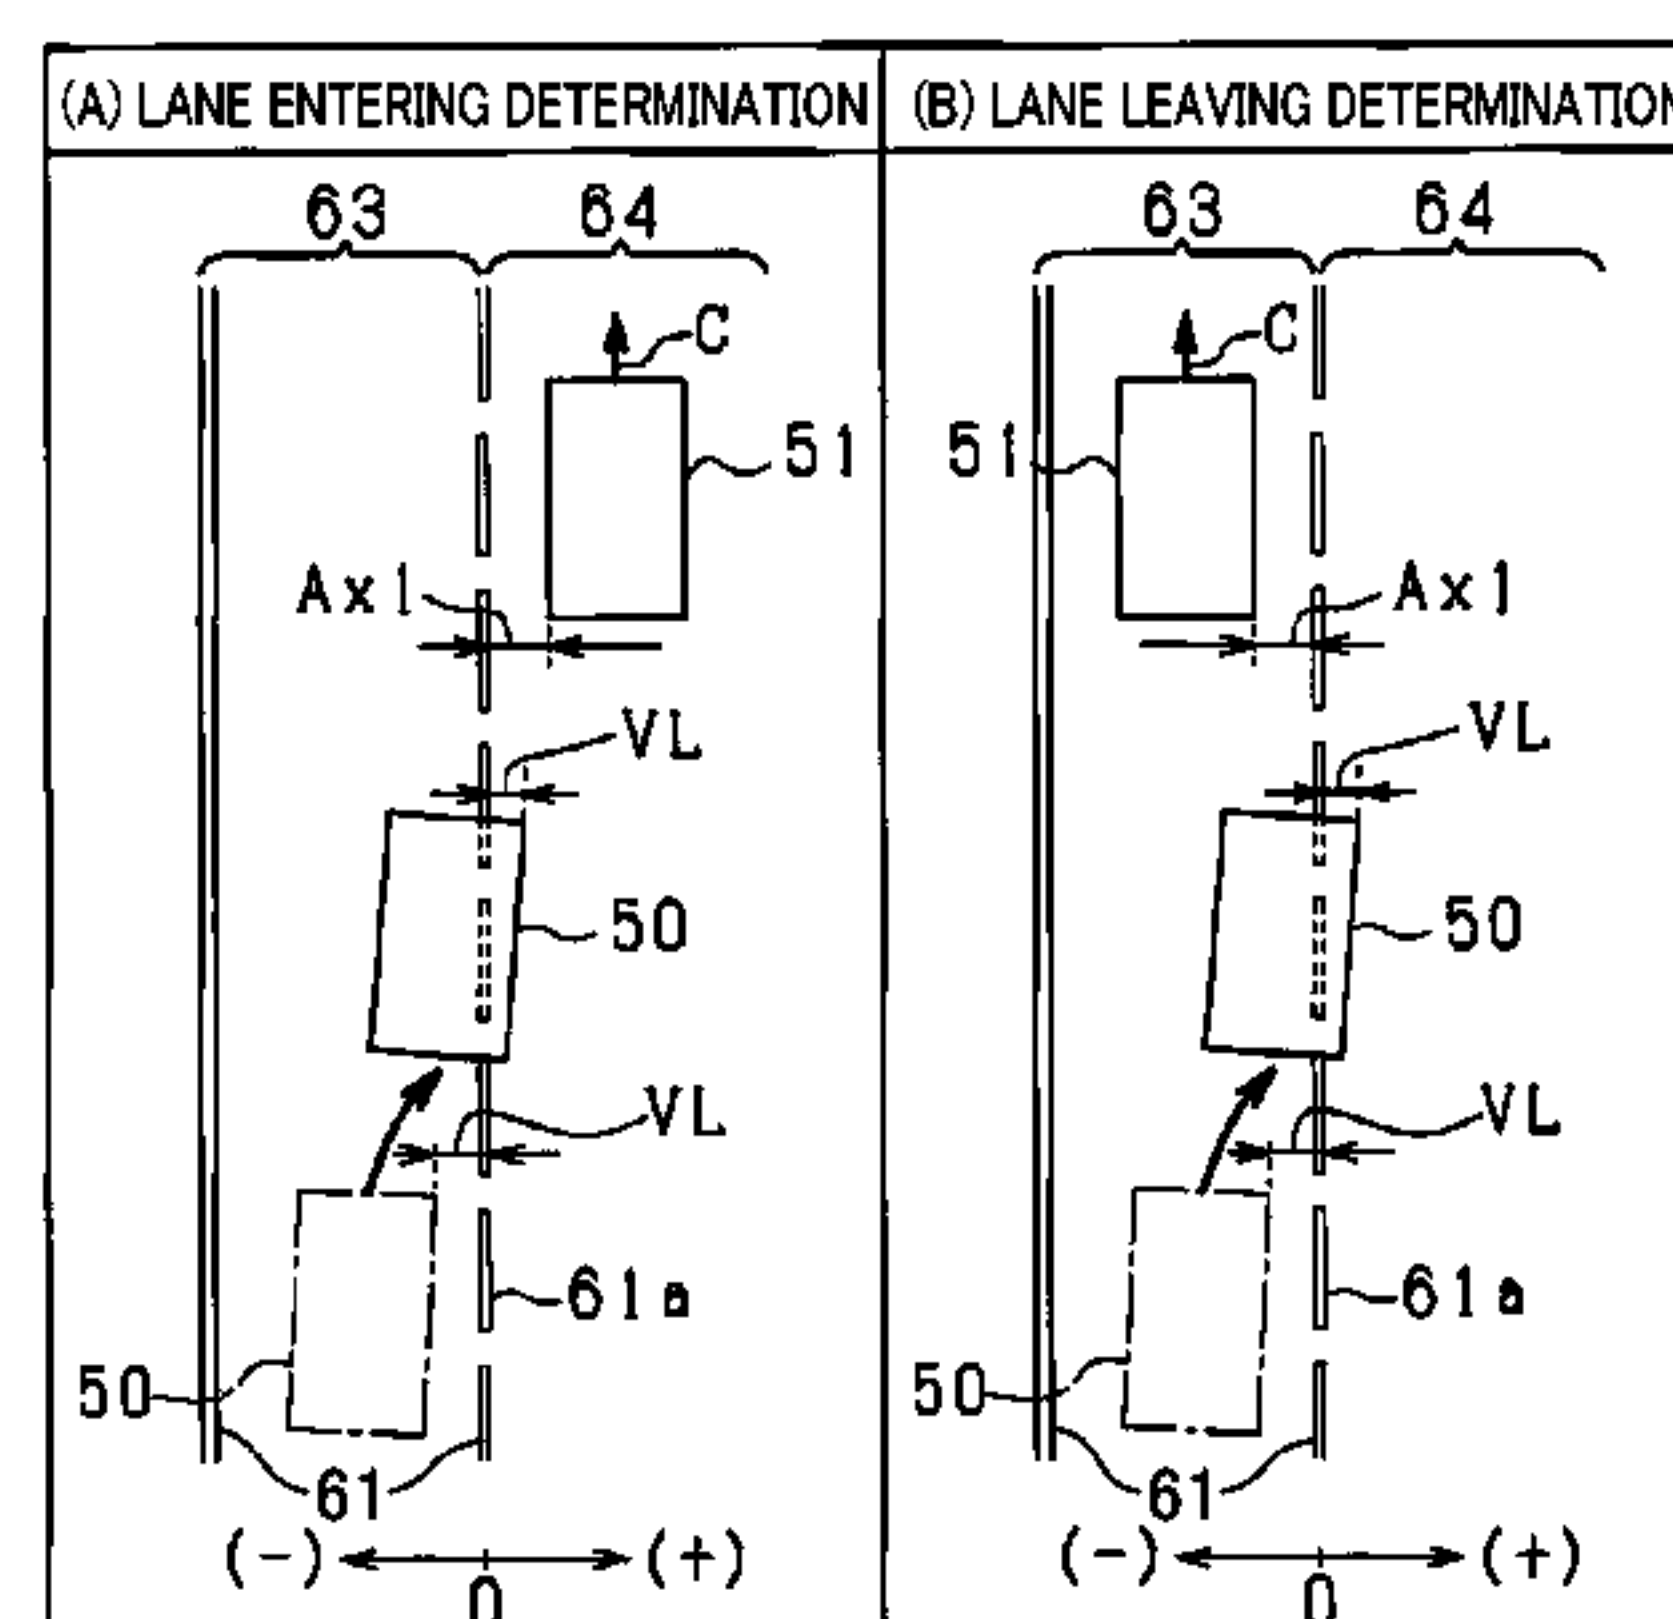 (A) LANE ENTERING DETERMINATION
(B) LANE LEAVING DETERMINATION
63 64
63 64
C
C
51
51
Ax1
Ax1
VL
VL
50
50
VL
VL
61a
61a
50
50
61
61
(-) (+)
(-) (+)
0
0